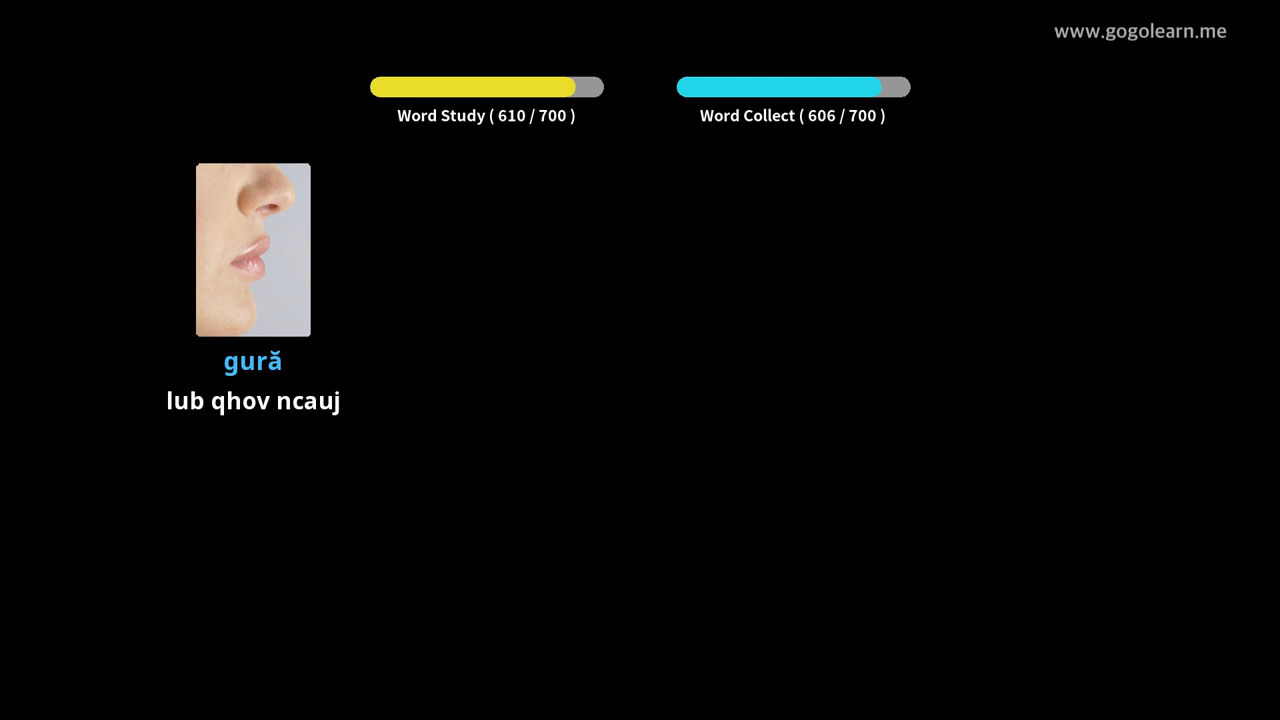 www.gogolearn.me
Word Study ( 610 / 700 )
Word Collect ( 606 / 700 )
gură
lub qhov ncauj